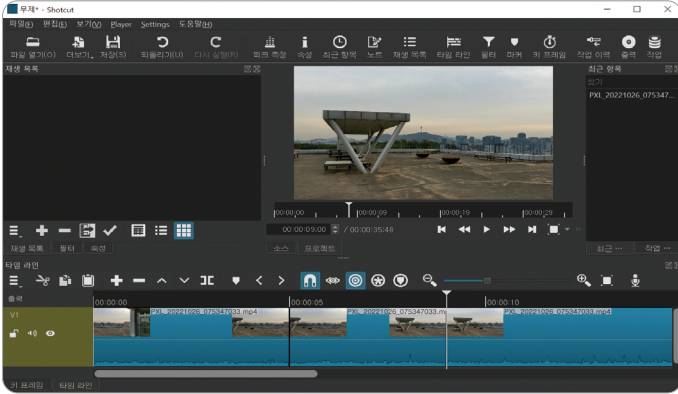 무제* - Shotcut
파일(F) 편집(E) 보기(V) Player Settings 도움말(H)
파일 열기(O) 더보기 저장(S) 되돌리기(U) 다시 실행(R) 피크 측정 속성 최근 항목 노트 재생 목록 타임 라인 필터 마커 키 프레임 작업 이력 출력 작업
재생 목록
최근 항목
찾기
PXL_20221026_075347...
00:00:00 00:00:09 00:00:19 00:00:29
00:00:09:00 / 00:00:35:48
재생 목록 필터 속성
소스 프로젝트
최근 ... 작업 ...
타임 라인
출력
00:00:00 00:00:05 00:00:10
V1
PXL_20221026_075347033.mp4 PXL_20221026_075347033.m PXL_20221026_075347033.mp4
키 프레임 타임 라인